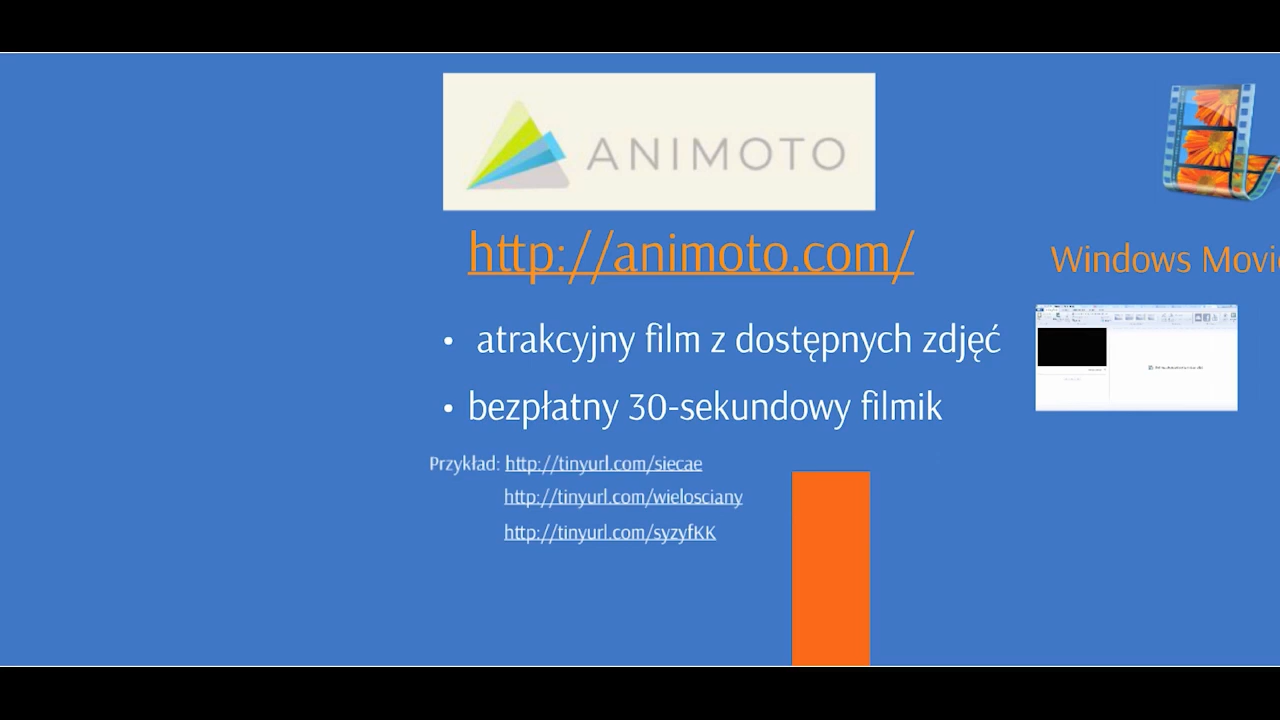 ANIMOTO
http://animoto.com/
• atrakcyjny film z dostępnych zdjęć
• bezpłatny 30-sekundowy filmik
Przykład: http://tinyurl.com/siecae
http://tinyurl.com/wielosciany
http://tinyurl.com/syzyfKK
Windows Movi